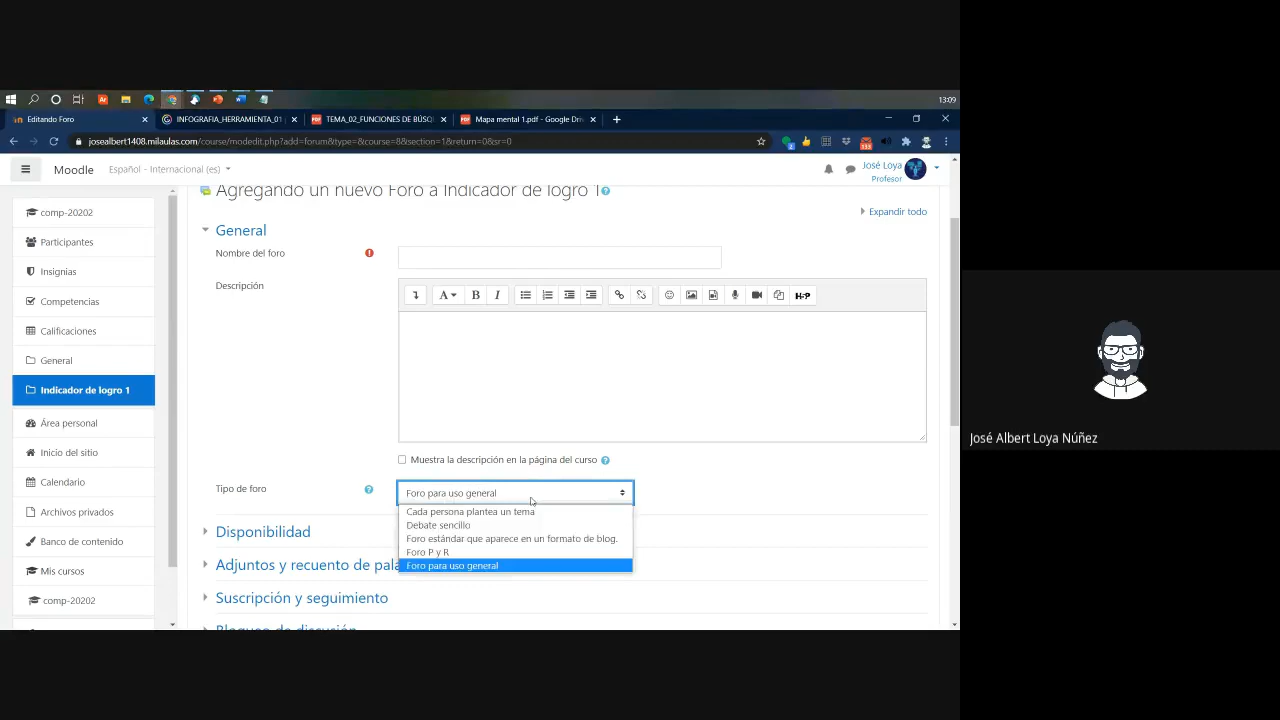 13:09
Editando Foro
INFOGRAFIA_HERRAMIENTA_01
TEMA_02_FUNCIONES DE BÚSQ
Mapa mental 1.pdf - Google Dri
josealbert1408.milaulas.com/course/modedit.php?add=forum&type=&course=8&section=1&return=0&sr=0
Moodle
Español - Internacional (es)
José Loya
Profesor
comp-20202
Participantes
Insignias
Competencias
Calificaciones
General
Indicador de logro 1
Área personal
Inicio del sitio
Calendario
Archivos privados
Banco de contenido
Mis cursos
comp-20202
Agregando un nuevo Foro a Indicador de logro 1
Expandir todo
General
Nombre del foro
Descripción
A B I
H-P
Muestra la descripción en la página del curso
Tipo de foro
Foro para uso general
Cada persona plantea un tema
Debate sencillo
Foro estándar que aparece en un formato de blog.
Foro P y R
Foro para uso general
Disponibilidad
Adjuntos y recuento de pala
Suscripción y seguimiento
Bloqueo de discusión
José Albert Loya Núñez